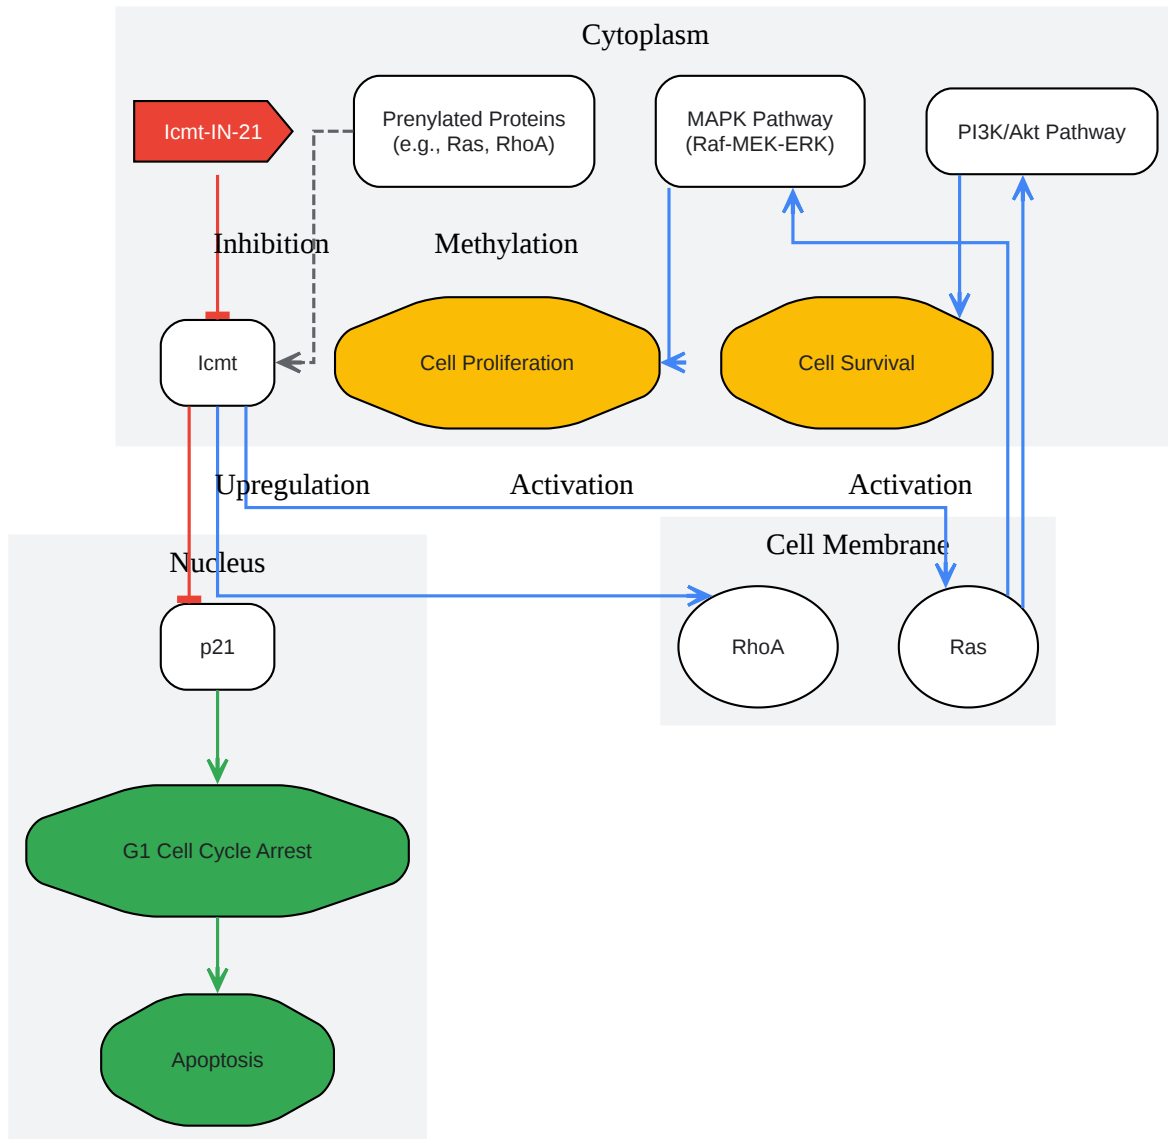 Cytoplasm
Icmt-IN-21
Prenylated Proteins
(e.g., Ras, RhoA)
MAPK Pathway
(Raf-MEK-ERK)
PI3K/Akt Pathway
Inhibition
Methylation
Icmt
Cell Proliferation
Cell Survival
Upregulation
Activation
Activation
Nucleus
Cell Membrane
p21
RhoA
Ras
G1 Cell Cycle Arrest
Apoptosis